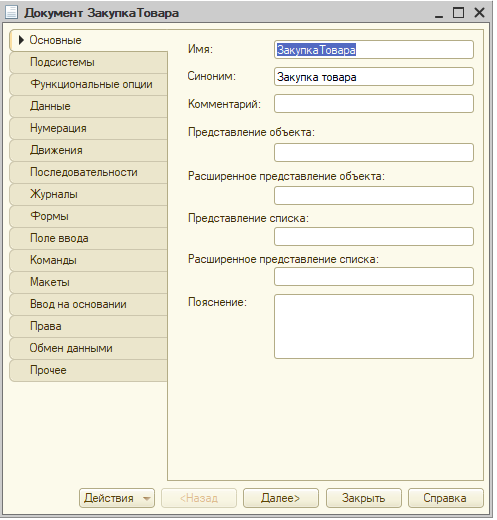 Документ ЗакупкаТовара
Основные
Подсистемы
Функциональные опции
Данные
Нумерация
Движения
Последовательности
Журналы
Формы
Поле ввода
Команды
Макеты
Ввод на основании
Права
Обмен данными
Прочее
Имя: ЗакупкаТовара
Синоним: Закупка товара
Комментарий:
Представление объекта:
Расширенное представление объекта:
Представление списка:
Расширенное представление списка:
Пояснение:
Действия <Назад Далее> Закрыть Справка